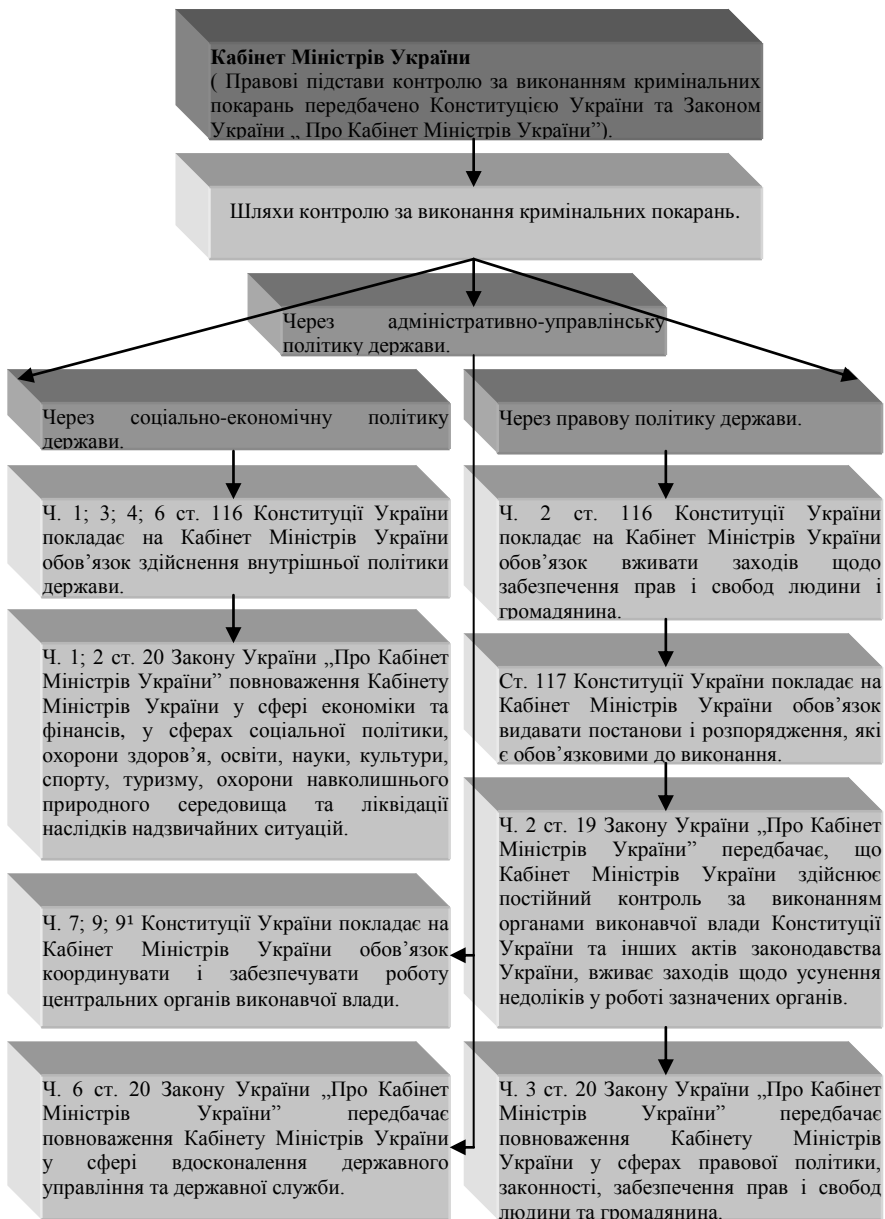 Кабінет Міністрів України
( Правові підстави контролю за виконанням кримінальних
покарань передбачено Конституцією України та Законом
України „ Про Кабінет Міністрів України”).
Шляхи контролю за виконання кримінальних покарань.
Через адміністративно-управлінську
політику держави.
Через соціально-економічну політику
держави.
Через правову політику держави.
Ч. 1; 3; 4; 6 ст. 116 Конституції України
покладає на Кабінет Міністрів України
обов’язок здійснення внутрішньої політики
держави.
Ч. 2 ст. 116 Конституції України
покладає на Кабінет Міністрів України
обов’язок вживати заходів щодо
забезпечення прав і свобод людини і
громадянина.
Ч. 1; 2 ст. 20 Закону України „Про Кабінет
Міністрів України” повноваження Кабінету
Міністрів України у сфері економіки та
фінансів, у сферах соціальної політики,
охорони здоров’я, освіти, науки, культури,
спорту, туризму, охорони навколишнього
природного середовища та ліквідації
наслідків надзвичайних ситуацій.
Ст. 117 Конституції України покладає на
Кабінет Міністрів України обов’язок
видавати постанови і розпорядження, які
є обов’язковими до виконання.
Ч. 2 ст. 19 Закону України „Про Кабінет
Міністрів України” передбачає, що
Кабінет Міністрів України здійснює
постійний контроль за виконанням
органами виконавчої влади Конституції
України та інших актів законодавства
України, вживає заходів щодо усунення
недоліків у роботі зазначених органів.
Ч. 7; 9; 9¹ Конституції України покладає на
Кабінет Міністрів України обов’язок
координувати і забезпечувати роботу
центральних органів виконавчої влади.
Ч. 6 ст. 20 Закону України „Про Кабінет
Міністрів України” передбачає
повноваження Кабінету Міністрів України
у сфері вдосконалення державного
управління та державної служби.
Ч. 3 ст. 20 Закону України „Про Кабінет
Міністрів України” передбачає
повноваження Кабінету Міністрів
України у сферах правової політики,
законності, забезпечення прав і свобод
людини та громадянина.